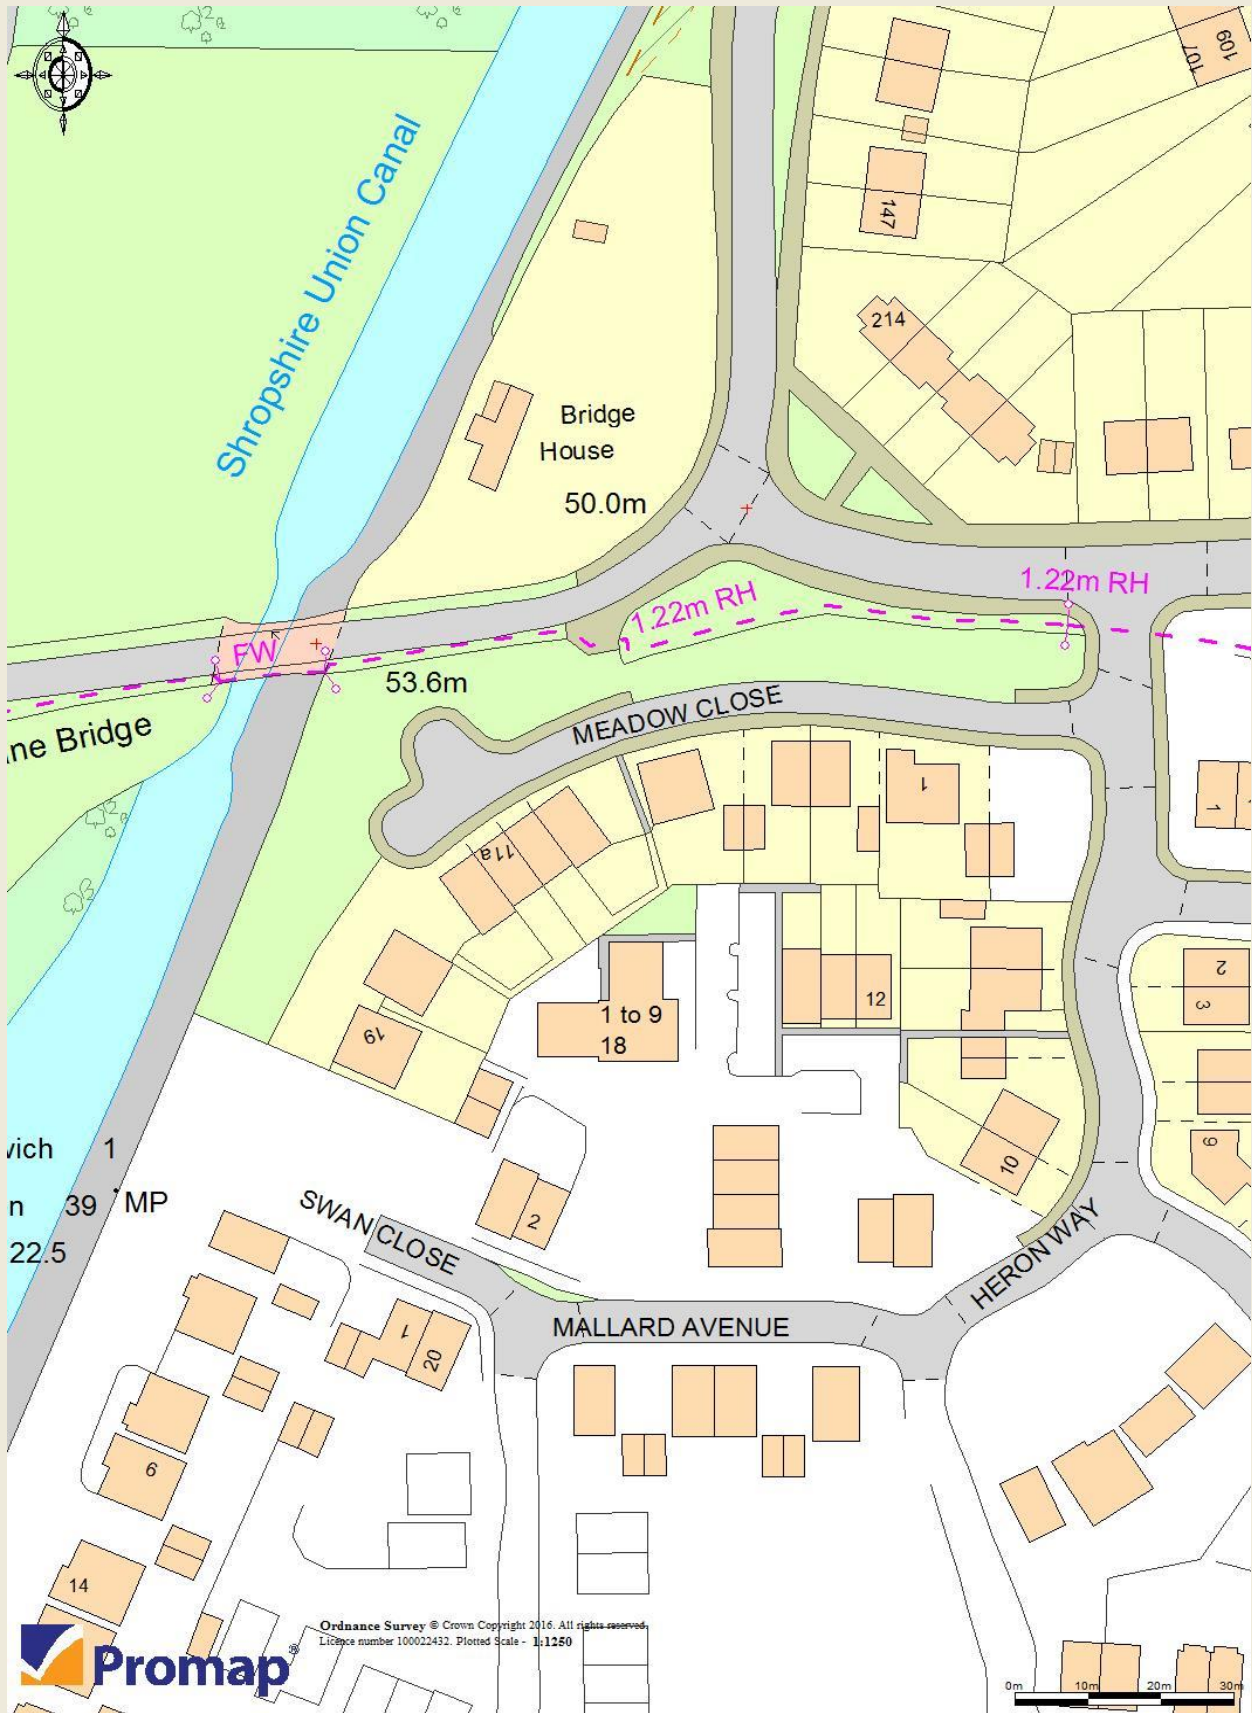 109
107
Shropshire Union Canal
147
214
Bridge
House
50.0m
1.22m RH
1.22m RH
FW
53.6m
ne Bridge
MEADOW CLOSE
1
1
11a
2
3
12
1 to 9
18
19
9
10
wich 1
n 39 MP
22.5
SWAN CLOSE
2
HERON WAY
MALLARD AVENUE
1
20
9
14
Ordnance Survey © Crown Copyright 2016. All rights reserved.
Licence number 100022432. Plotted Scale - 1:1250
Promap®
0m 10m 20m 30m